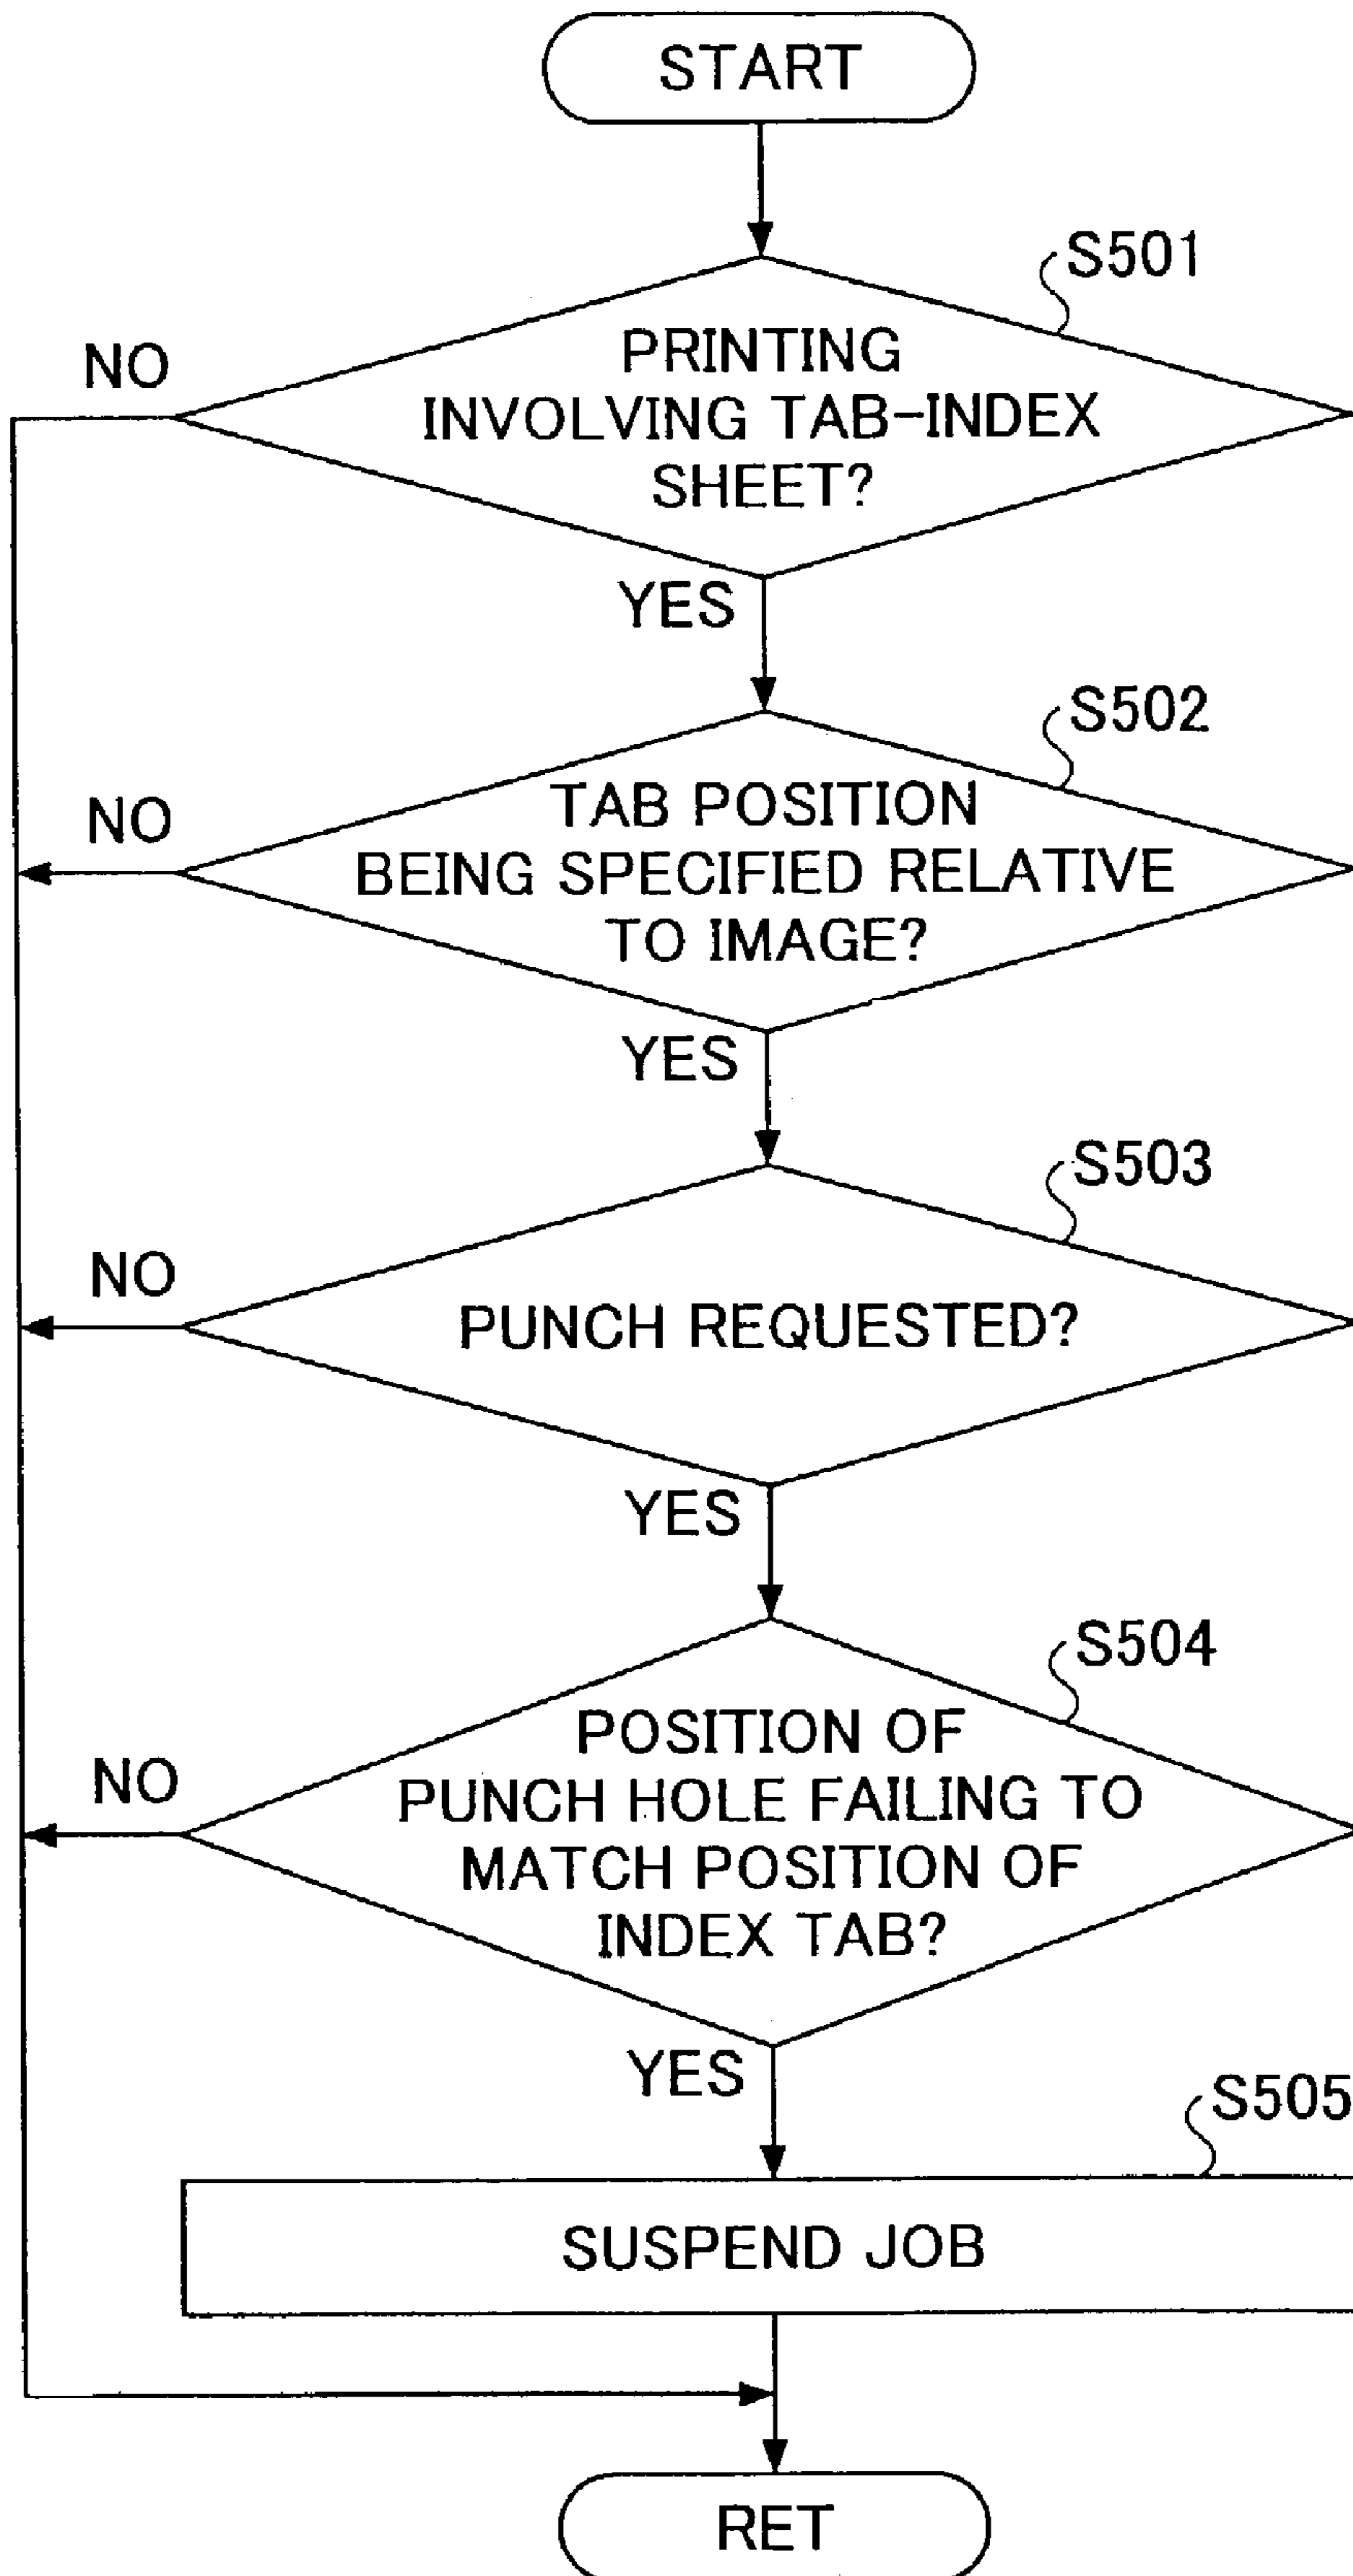 START
S501
NO
PRINTING
INVOLVING TAB-INDEX
SHEET?
YES
S502
NO
TAB POSITION
BEING SPECIFIED RELATIVE
TO IMAGE?
YES
S503
NO
PUNCH REQUESTED?
YES
S504
NO
POSITION OF
PUNCH HOLE FAILING TO
MATCH POSITION OF
INDEX TAB?
YES
S505
SUSPEND JOB
RET